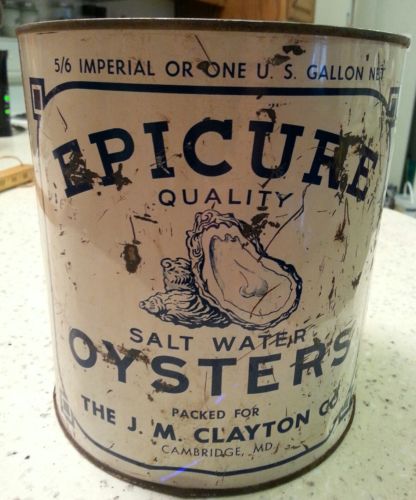 5/6 IMPERIAL OR ONE U. S. GALLON NET
EPICURE
QUALITY
SALT WATER
OYSTERS
PACKED FOR
THE J. M. CLAYTON CO.
CAMBRIDGE, MD.